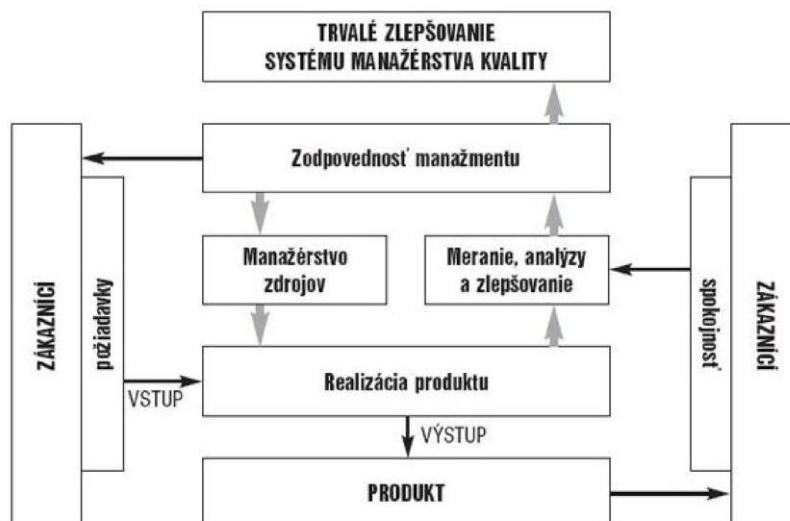 TRVALÉ ZLEPŠOVANIE
SYSTÉMU MANAŽÉRSTVA KVALITY
Zodpovednosť manažmentu
Manažérstvo
zdrojov
Meranie, analýzy
a zlepšovanie
ZÁKAZNÍCI
požiadavky
spokojnosť
ZÁKAZNÍCI
Realizácia produktu
VSTUP
VÝSTUP
PRODUKT